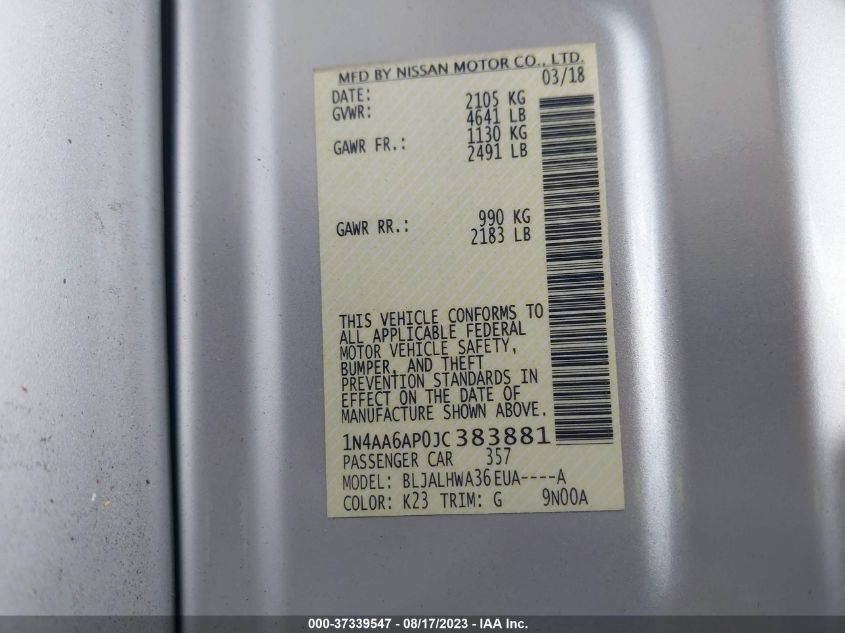 MFD BY NISSAN MOTOR CO., LTD.
DATE: 03/18
GVWR: 2105 KG
4641 LB
GAWR FR.: 1130 KG
2491 LB
GAWR RR.: 990 KG
2183 LB
THIS VEHICLE CONFORMS TO
ALL APPLICABLE FEDERAL
MOTOR VEHICLE SAFETY,
BUMPER, AND THEFT
PREVENTION STANDARDS IN
EFFECT ON THE DATE OF
MANUFACTURE SHOWN ABOVE.
1N4AA6AP0JC383881
PASSENGER CAR 357
MODEL: BLJALHWA36EUA----A
COLOR: K23 TRIM: G 9N00A
000-37339547 - 08/17/2023 - IAA Inc.